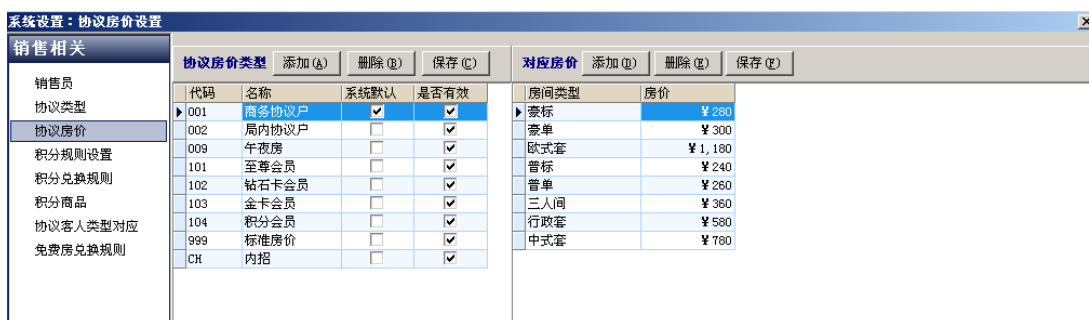 系统设置：协议房价设置
销售相关
销售员
协议类型
协议房价
积分规则设置
积分兑换规则
积分商品
协议客人类型对应
免费房兑换规则
协议房价类型 添加(A) 删除(B) 保存(C)
代码 名称 系统默认 是否有效
001 商务协议户
002 局内协议户
009 午夜房
101 至尊会员
102 钻石卡会员
103 金卡会员
104 积分会员
999 标准房价
CH 内招
对应房价 添加(D) 删除(E) 保存(F)
房间类型 房价
豪标 ￥280
豪单 ￥300
欧式套 ￥1,180
普标 ￥240
普单 ￥260
三人间 ￥360
行政套 ￥580
中式套 ￥780